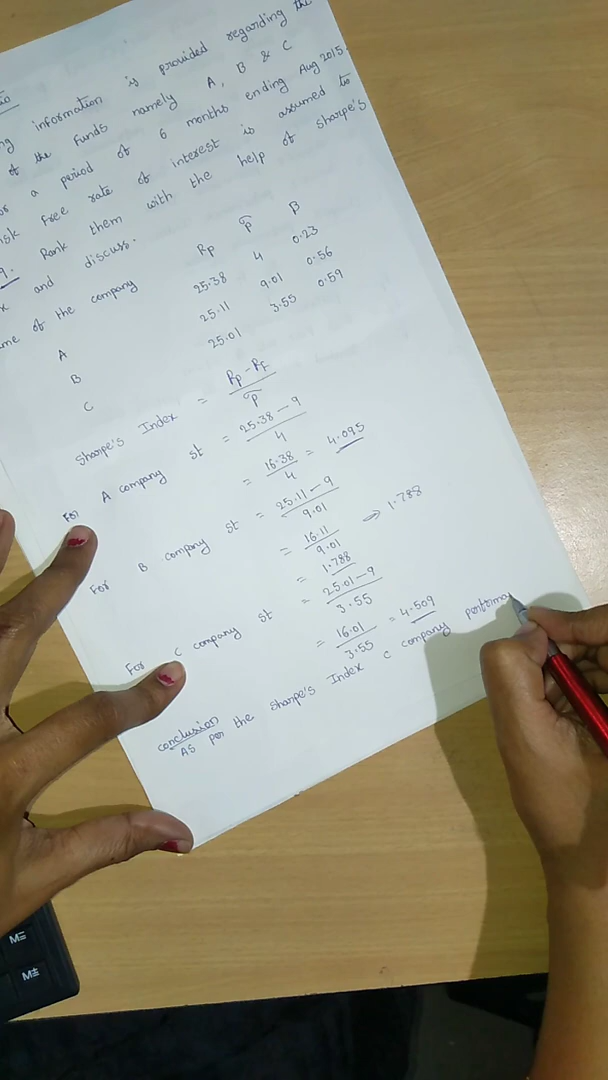 information is provided regarding the
of the Funds namely A, B & C
a period of 6 months ending Aug 2015.
Free rate of interest is assumed to
9. Rank them with the help of Sharpe's
and discuss.
of the company Rp σp β
A 25.38 4 0.23
B 25.11 9.01 0.56
C 25.01 3.55 0.59
Sharpe's Index = Rp - Rf / σp
For A company st = 25.38 - 9 / 4
= 16.38 / 4 = 4.095
For B company st = 25.11 - 9 / 9.01
= 16.11 / 9.01 ⇒ 1.788
= 1.788
For C company st = 25.01 - 9 / 3.55
= 16.01 / 3.55 = 4.509
conclusion
As per the Sharpe's Index C company performa
M=
M±